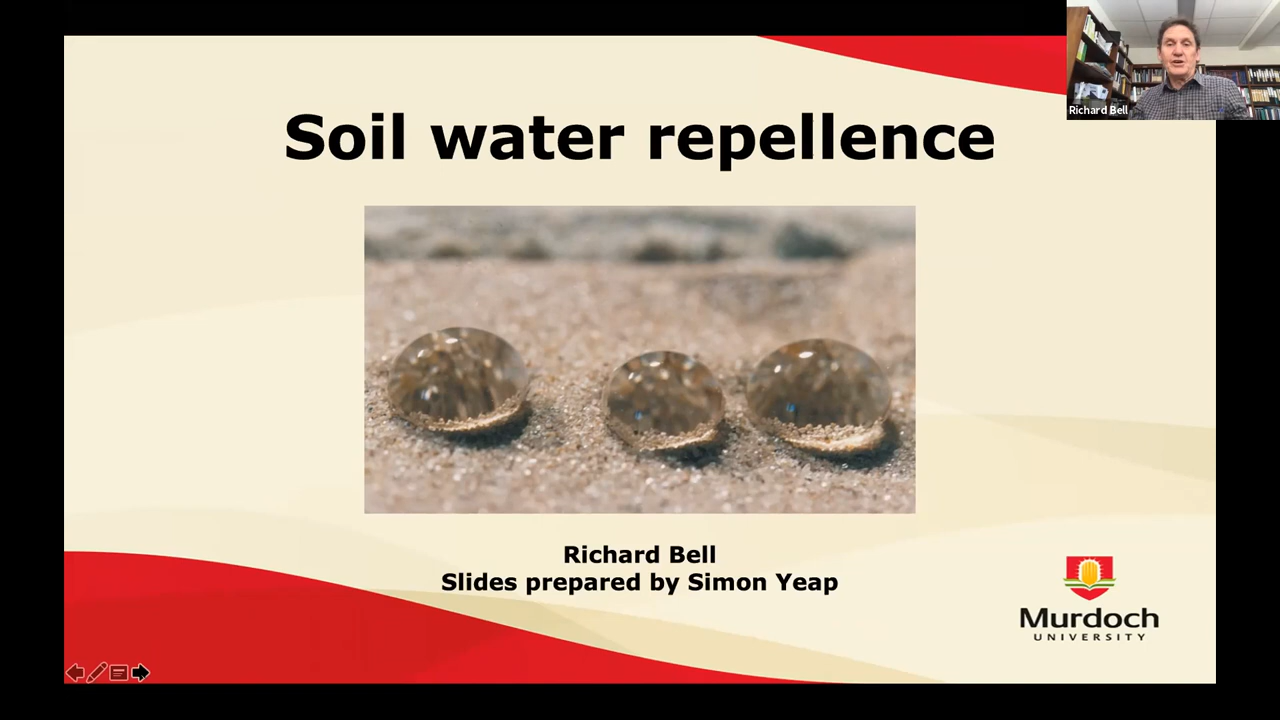 Richard Bell
Soil water repellence
Richard Bell
Slides prepared by Simon Yeap
Murdoch
UNIVERSITY